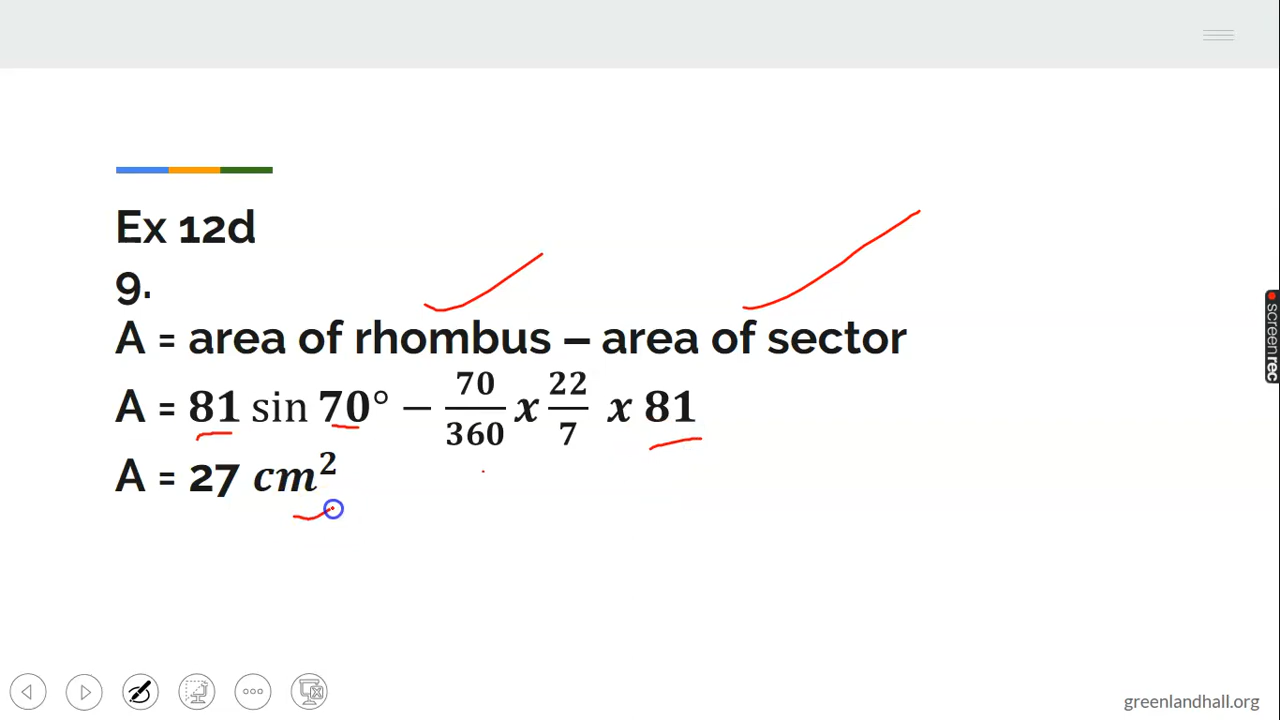 Ex 12d
9.
A = area of rhombus – area of sector
A = 81 sin 70° − 70/360 x 22/7 x 81
A = 27 cm²
screenrec
greenlandhall.org